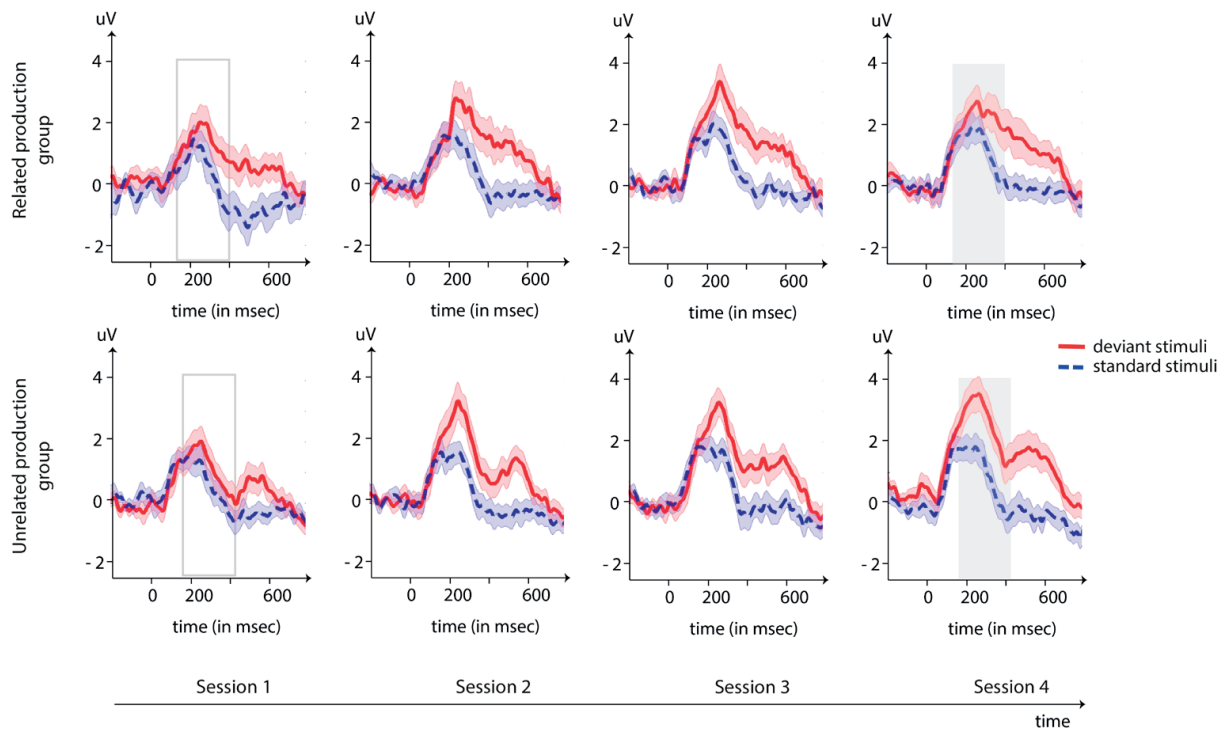 uV uV uV uV
Related production
group
4 4 4 4
2 2 2 2
0 0 0 0
- 2 - 2 - 2 - 2
0 200 600 0 200 600 0 200 600 0 200 600
time (in msec) time (in msec) time (in msec) time (in msec)
uV uV uV uV
deviant stimuli
standard stimuli
Unrelated production
group
4 4 4 4
2 2 2 2
0 0 0 0
- 2 - 2 - 2 - 2
0 200 600 0 200 600 0 200 600 0 200 600
time (in msec) time (in msec) time (in msec) time (in msec)
Session 1 Session 2 Session 3 Session 4
time